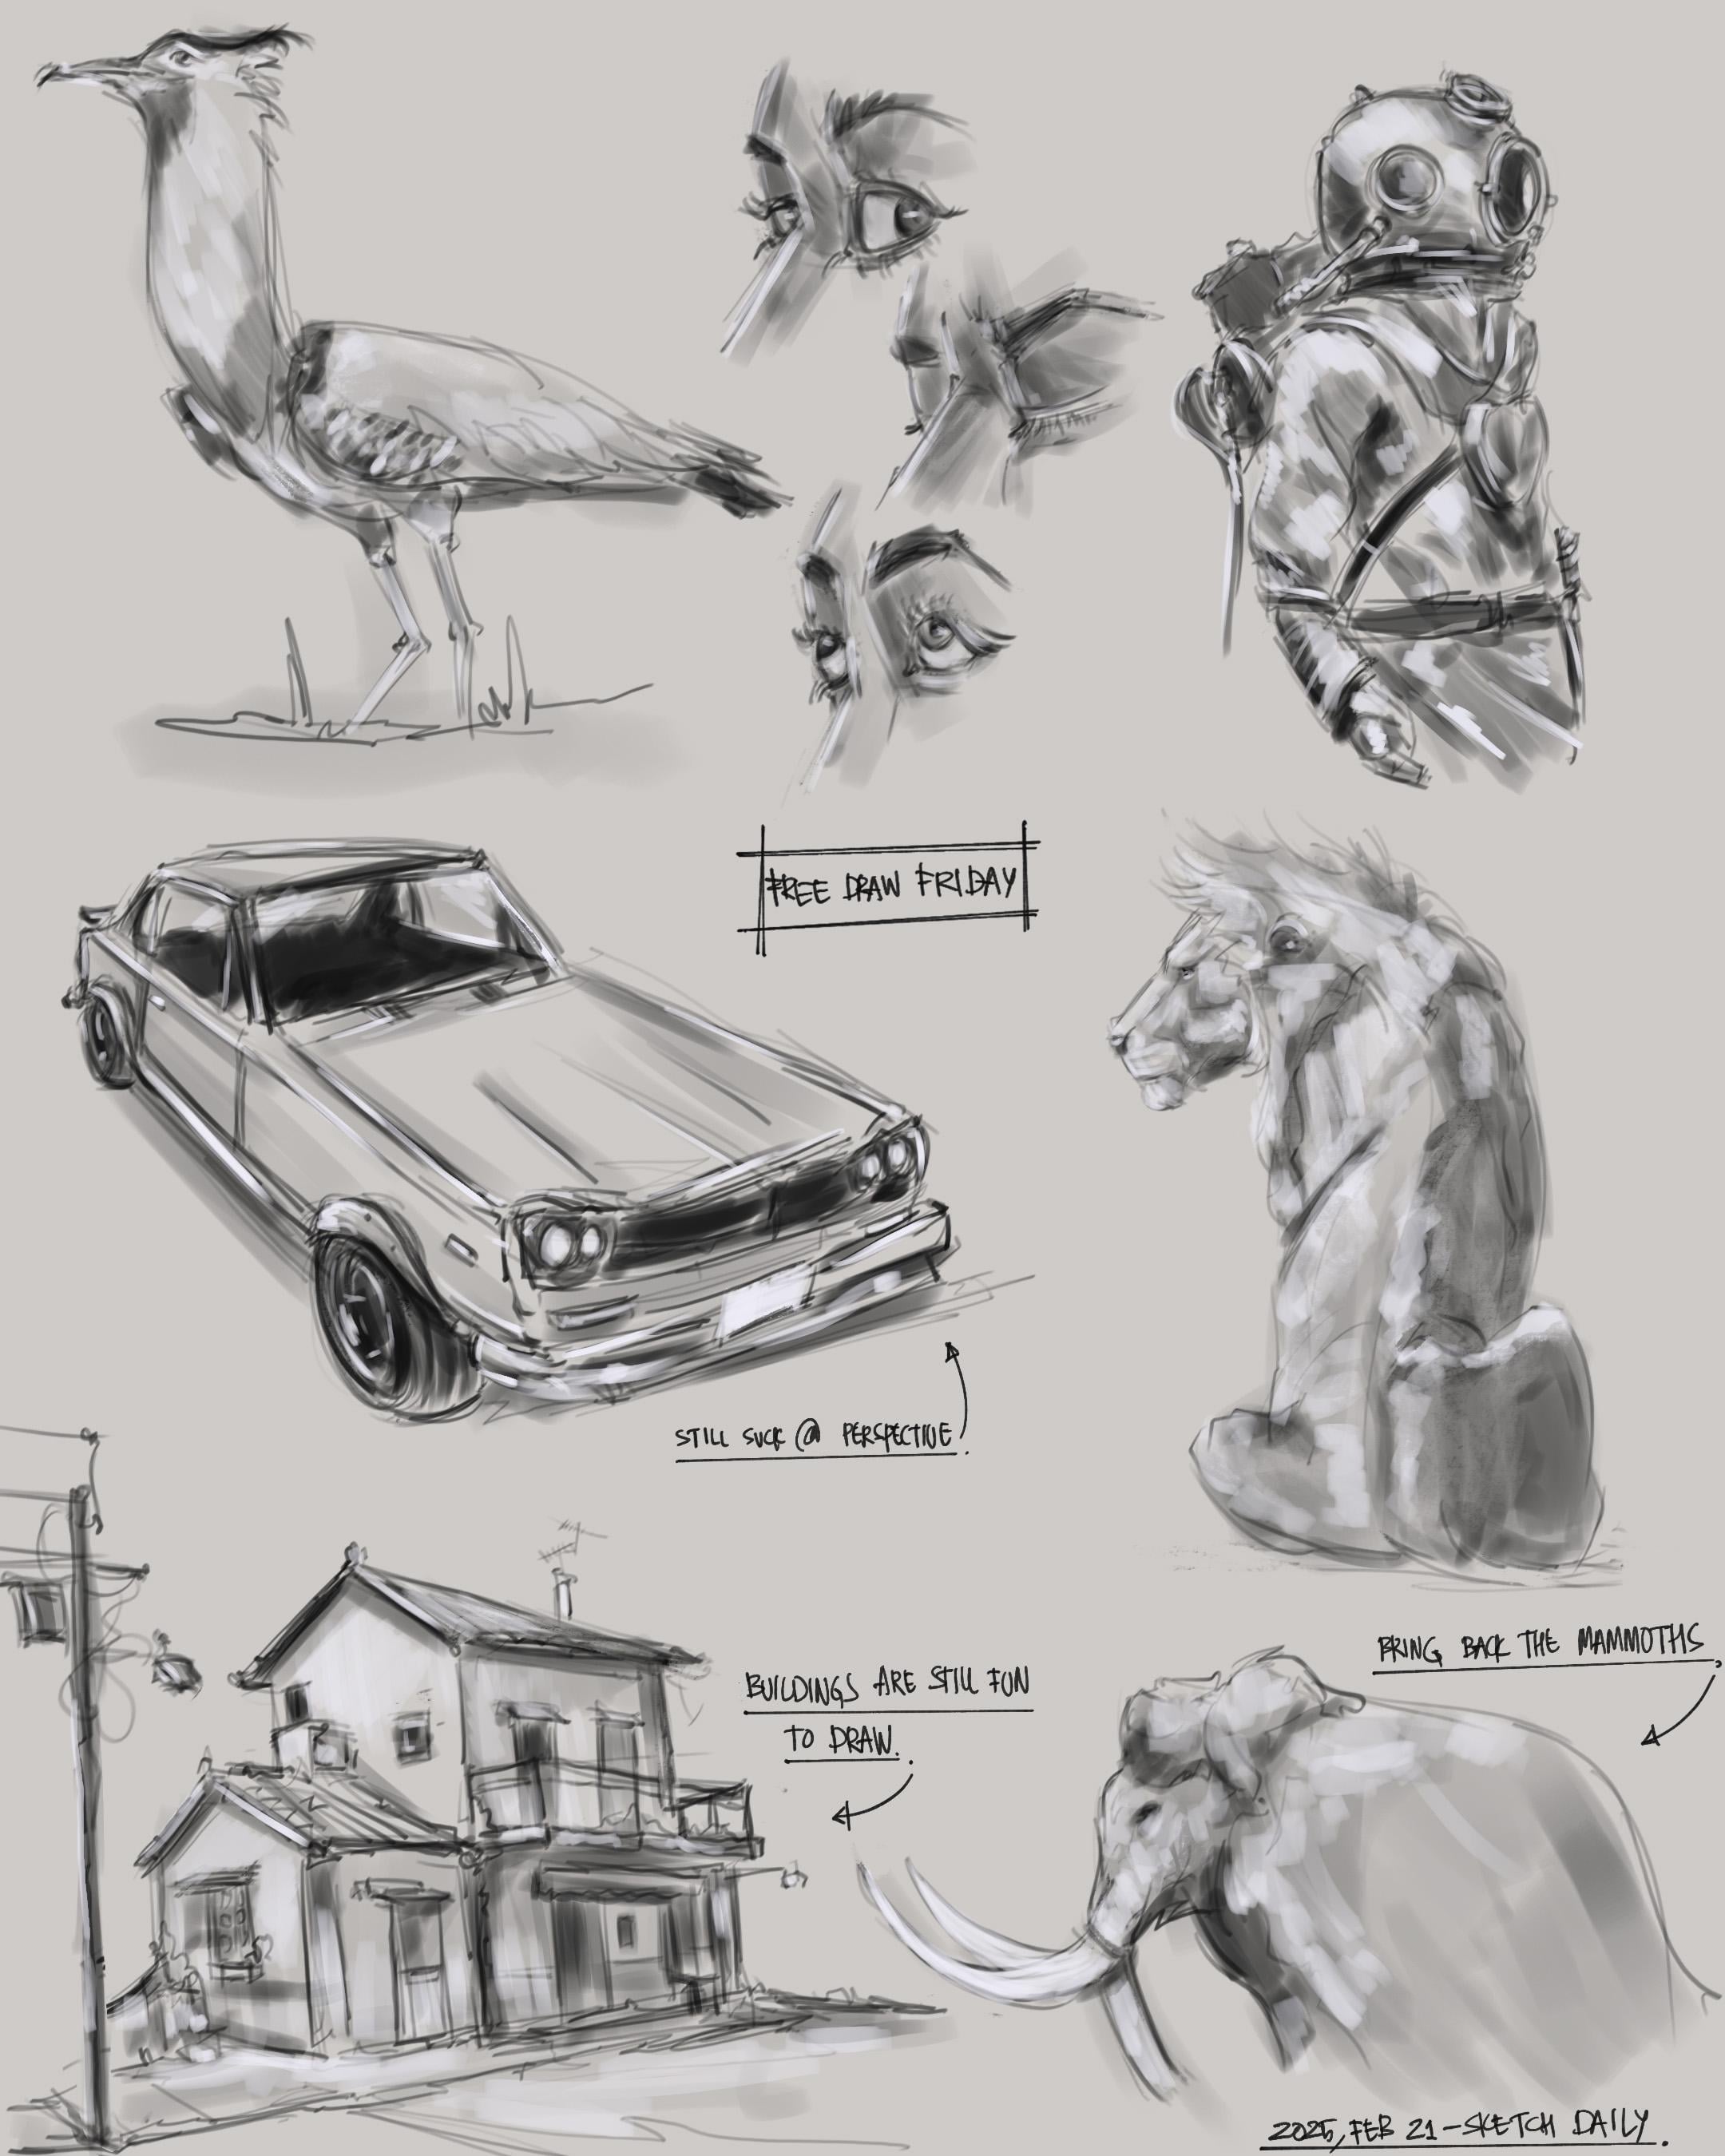 FREE DRAW FRIDAY
STILL SUCK @ PERSPECTIVE.
BRING BACK THE MAMMOTHS.
BUILDINGS ARE STILL FUN
TO DRAW.
2025, FEB 21 - SKETCH DAILY.